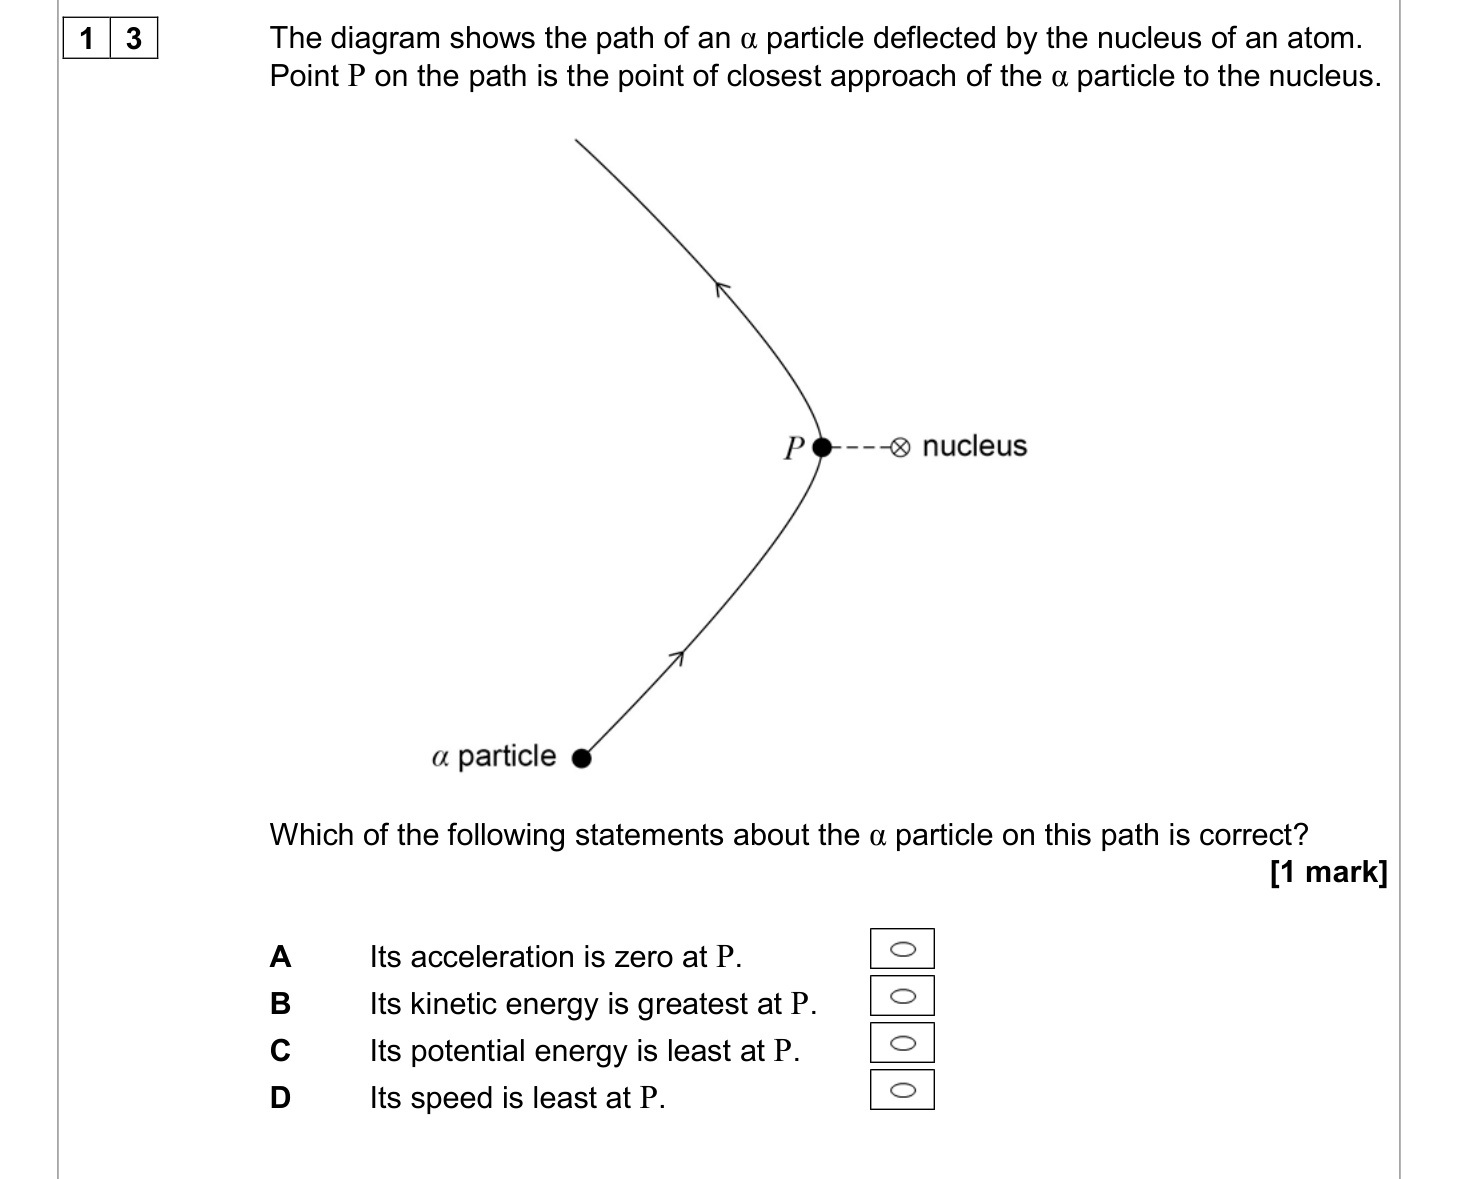 1 3
The diagram shows the path of an α particle deflected by the nucleus of an atom.
Point P on the path is the point of closest approach of the α particle to the nucleus.
P
nucleus
α particle
Which of the following statements about the α particle on this path is correct?
[1 mark]
A Its acceleration is zero at P.
B Its kinetic energy is greatest at P.
C Its potential energy is least at P.
D Its speed is least at P.